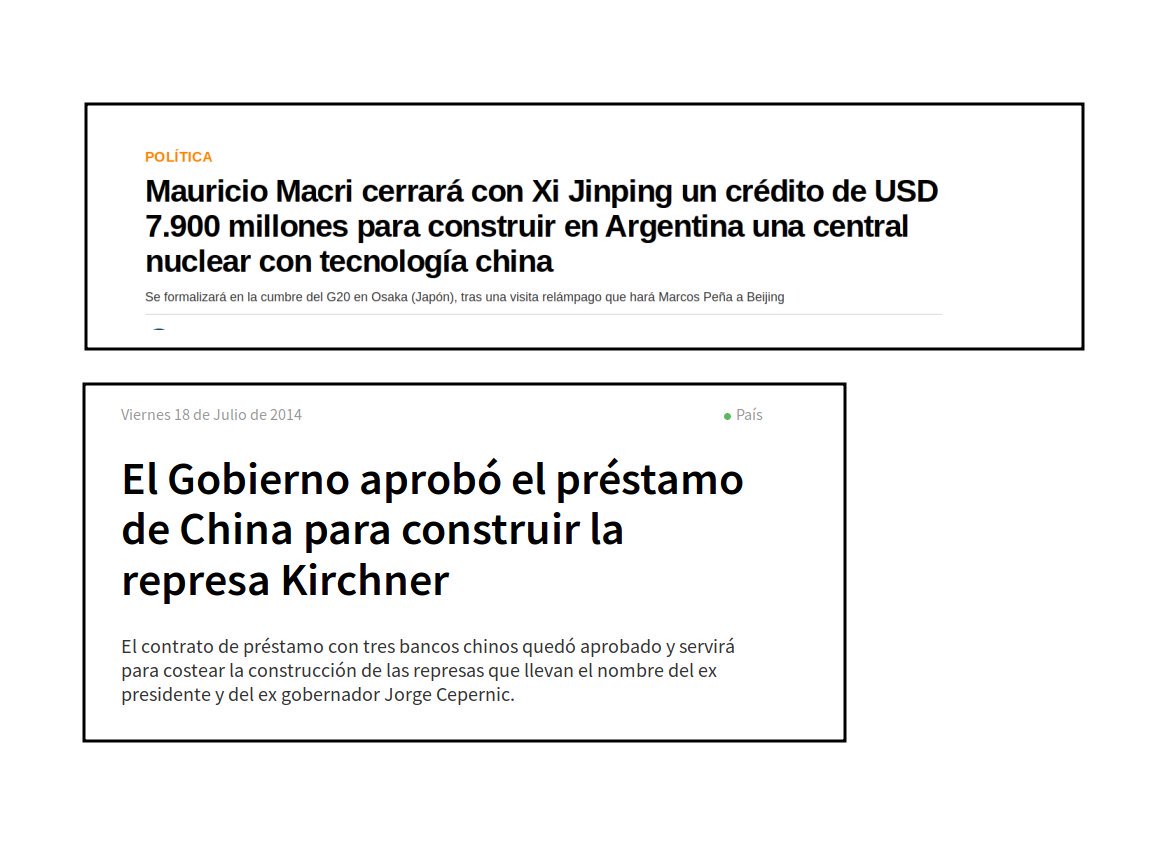 POLÍTICA
Mauricio Macri cerrará con Xi Jinping un crédito de USD
7.900 millones para construir en Argentina una central
nuclear con tecnología china
Se formalizará en la cumbre del G20 en Osaka (Japón), tras una visita relámpago que hará Marcos Peña a Beijing
Viernes 18 de Julio de 2014
País
El Gobierno aprobó el préstamo
de China para construir la
represa Kirchner
El contrato de préstamo con tres bancos chinos quedó aprobado y servirá
para costear la construcción de las represas que llevan el nombre del ex
presidente y del ex gobernador Jorge Cepernic.